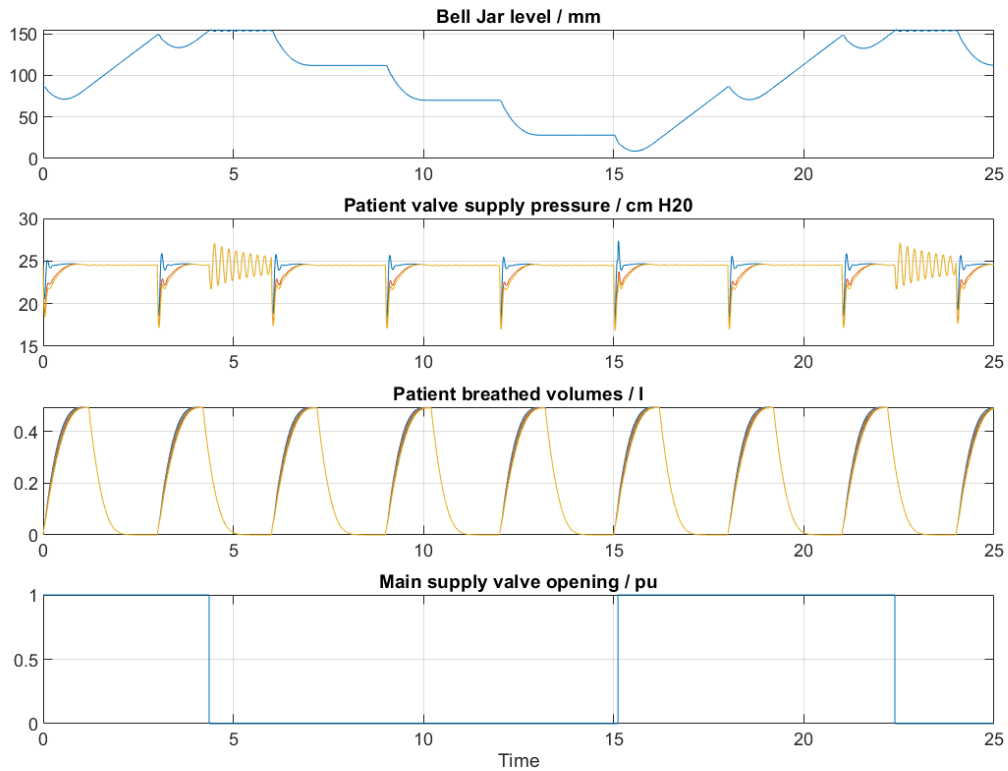 Bell Jar level / mm
150
100
50
0
0 5 10 15 20 25
Patient valve supply pressure / cm H20
30
25
20
15
0 5 10 15 20 25
Patient breathed volumes / l
0.4
0.2
0
0 5 10 15 20 25
Main supply valve opening / pu
1
0.5
0
0 5 10 15 20 25
Time